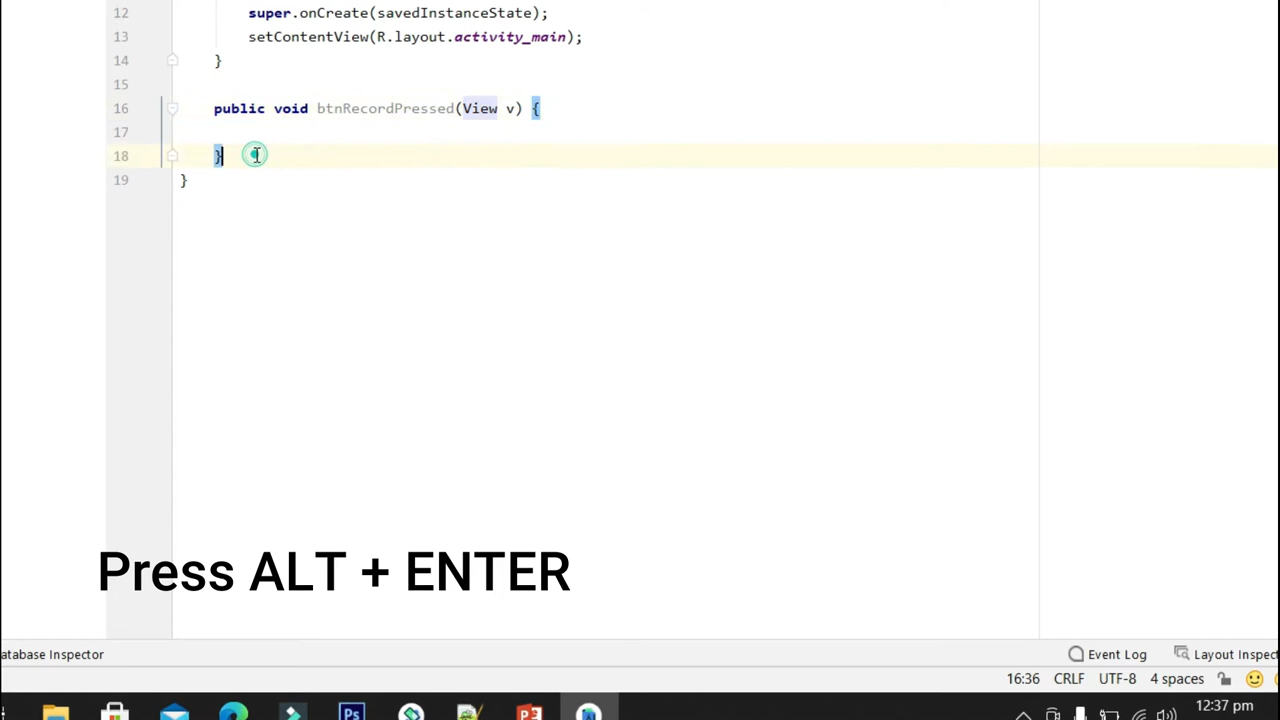 12 super.onCreate(savedInstanceState);
13 setContentView(R.layout.activity_main);
14 }
15
16 public void btnRecordPressed(View v) {
17
18 }
19 }
Press ALT + ENTER
atabase Inspector Event Log Layout Inspect
16:36 CRLF UTF-8 4 spaces
Ps 12:37 pm